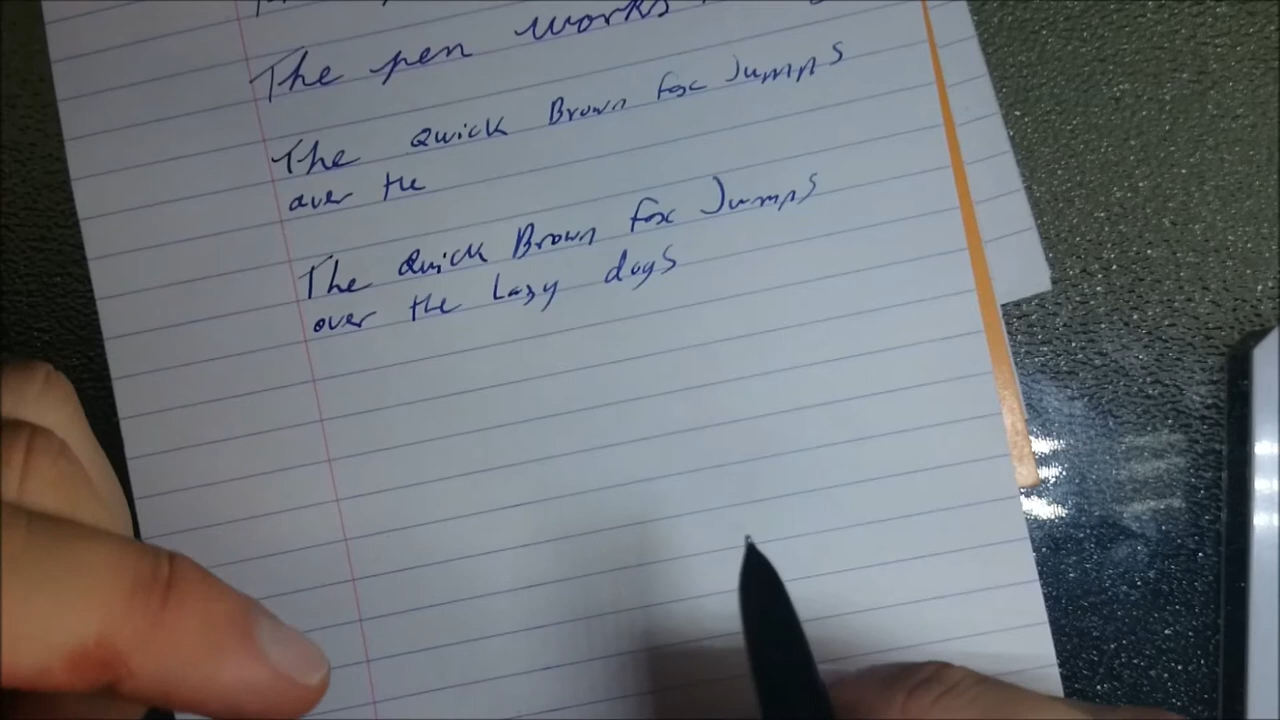 The pen works
The Quick Brown Fox Jumps
over the
The Quick Brown Fox Jumps
over the Lazy dogs